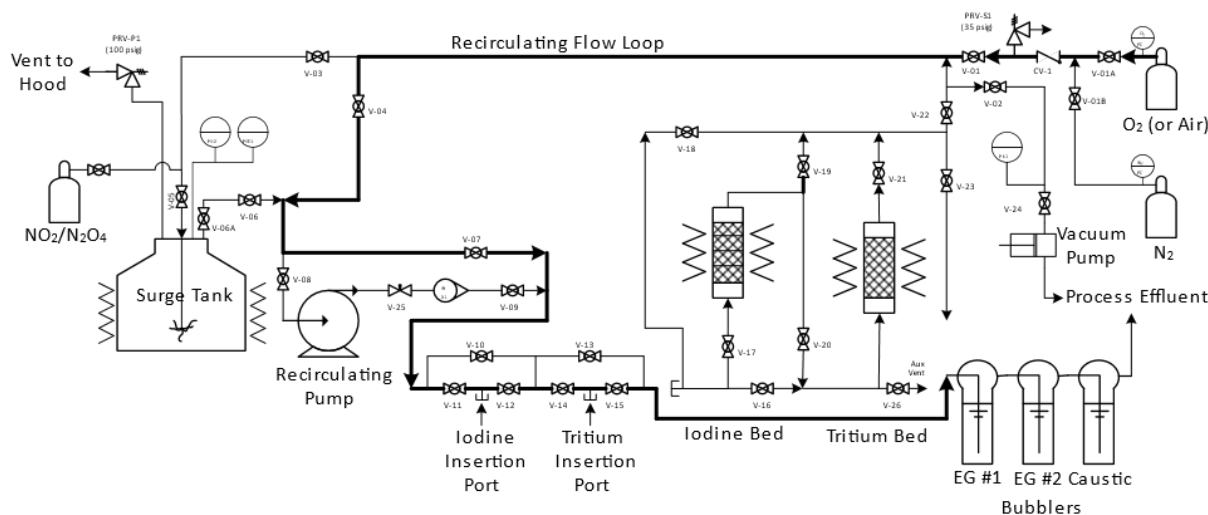 PRV-P1
(100 psig)
Vent to
Hood
V-03
Recirculating Flow Loop
PRV-S1
(35 psig)
V-01
CV-1
V-01A
V-04
V-22
V-02
V-01B
O₂ (or Air)
V-18
V-19
V-21
V-23
V-24
V-05
V-06
V-06A
NO₂/N₂O₄
Vacuum
Pump
N₂
V-07
Surge Tank
V-08
V-25
V-09
Process Effluent
Recirculating
Pump
V-10
V-13
V-17
V-20
Aux
Vent
V-11
V-12
V-14
V-15
V-16
V-26
Iodine
Insertion
Port
Tritium
Insertion
Port
Iodine Bed
Tritium Bed
EG #1
EG #2
Caustic
Bubblers